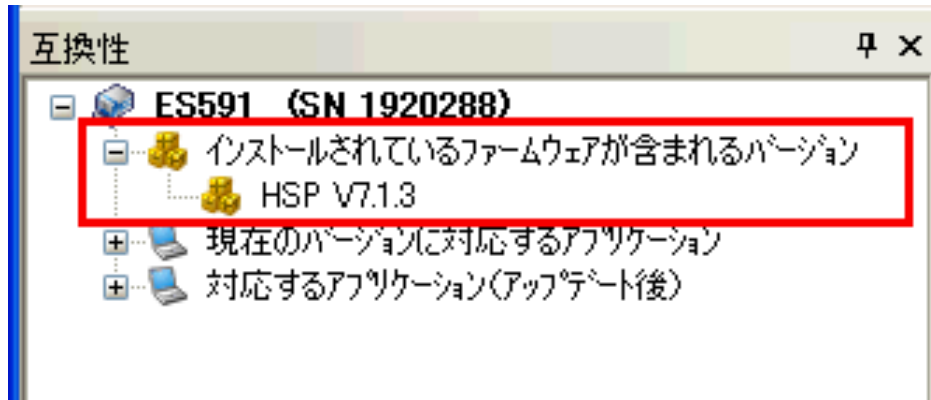 互換性
ES591 (SN 1920288)
インストールされているファームウェアが含まれるバージョン
HSP V7.1.3
現在のバージョンに対応するアプリケーション
対応するアプリケーション(アップデート後)